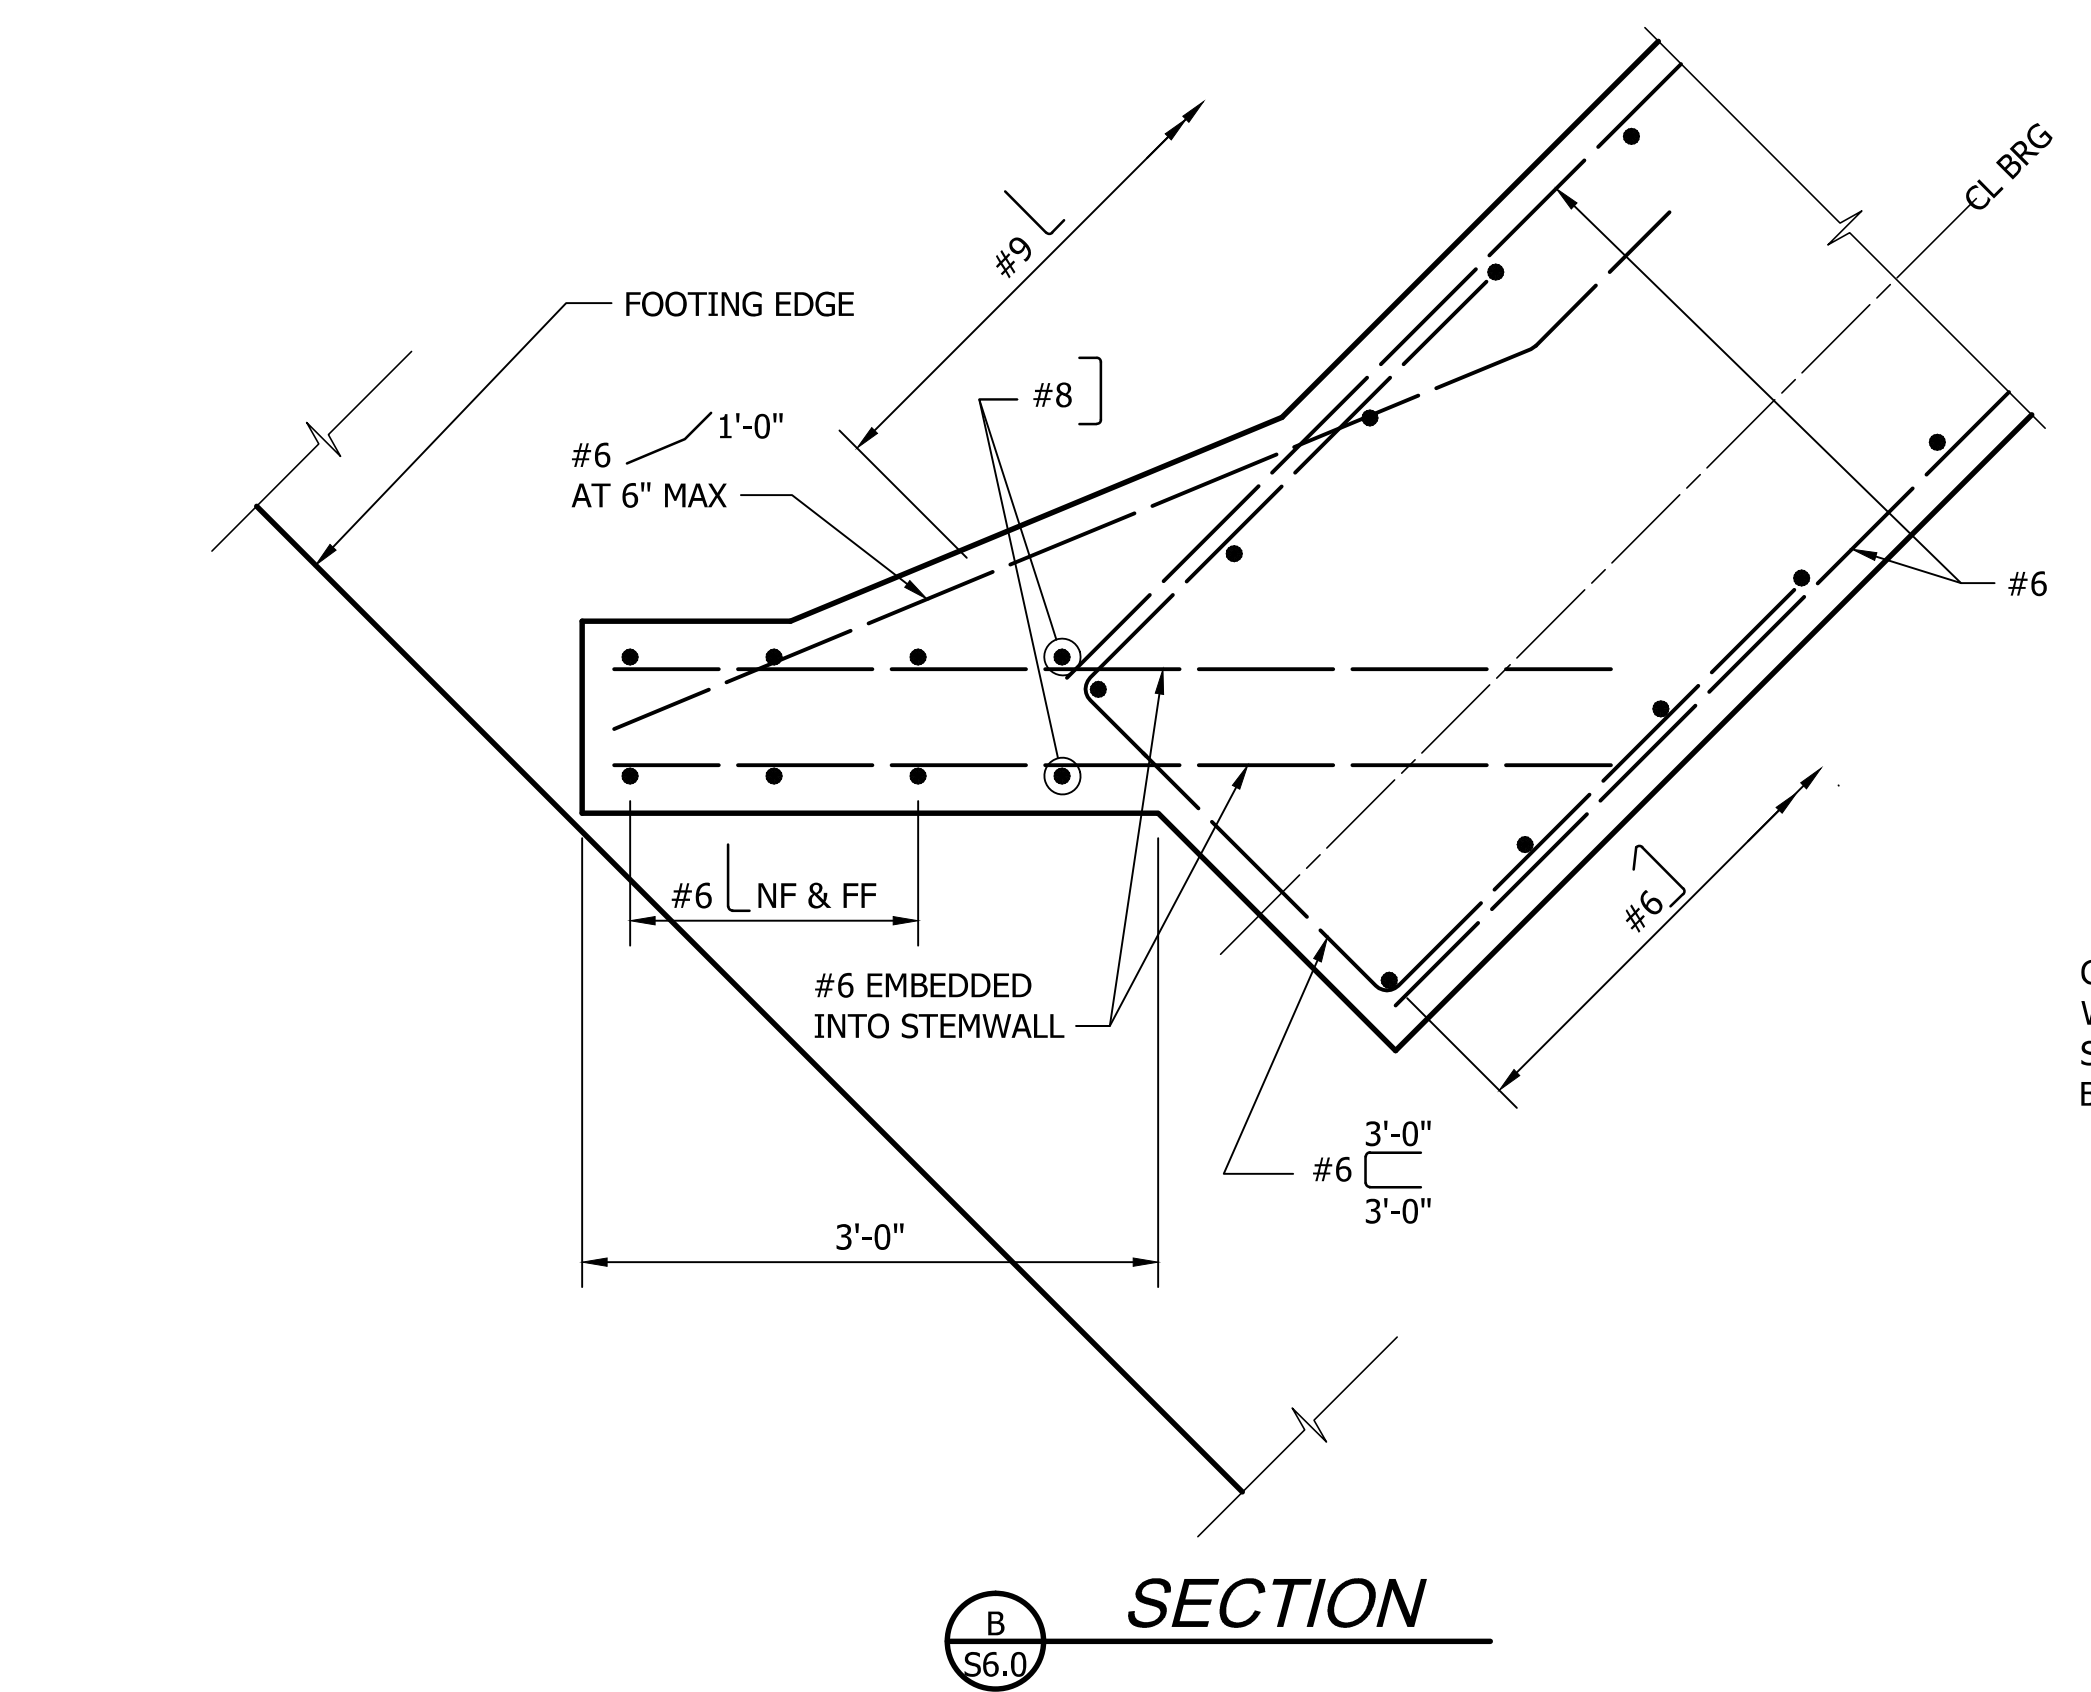 CL BRG
#9
FOOTING EDGE
#8
1'-0"
#6
AT 6" MAX
#6
#6 NF & FF
#6
#6 EMBEDDED
INTO STEMWALL
3'-0"
#6
3'-0"
3'-0"
SECTION
B
S6.0